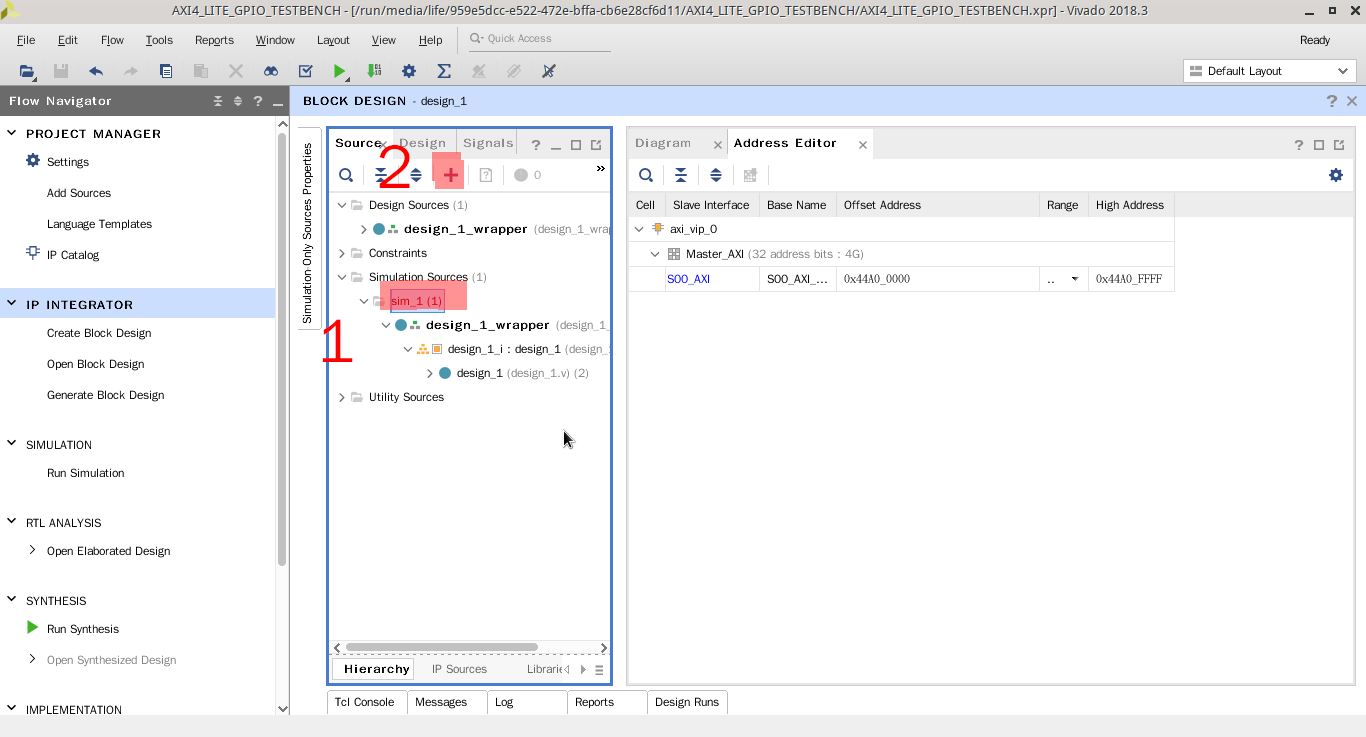 AXI4_LITE_GPIO_TESTBENCH - [/run/media/life/959e5dcc-e522-472e-bffa-cb6e28cf6d11/AXI4_LITE_GPIO_TESTBENCH/AXI4_LITE_GPIO_TESTBENCH.xpr] - Vivado 2018.3
File Edit Flow Tools Reports Window Layout View Help Quick Access Ready
Default Layout
Flow Navigator
BLOCK DESIGN - design_1
PROJECT MANAGER
Settings
Add Sources
Language Templates
IP Catalog
IP INTEGRATOR
Create Block Design
Open Block Design
Generate Block Design
SIMULATION
Run Simulation
RTL ANALYSIS
Open Elaborated Design
SYNTHESIS
Run Synthesis
Open Synthesized Design
IMPLEMENTATION
Simulation-Only Sources Properties
Source Design Signals
2
0
Design Sources (1)
design_1_wrapper (design_1_wrap
Constraints
Simulation Sources (1)
sim_1 (1)
1
design_1_wrapper (design_1_
design_1_i : design_1 (design_
design_1 (design_1.v) (2)
Utility Sources
Hierarchy IP Sources Librarie
Diagram Address Editor
Cell Slave Interface Base Name Offset Address Range High Address
axi_vip_0
Master_AXI (32 address bits : 4G)
S00_AXI S00_AXI_... 0x44A0_0000 .. 0x44A0_FFFF
Tcl Console Messages Log Reports Design Runs